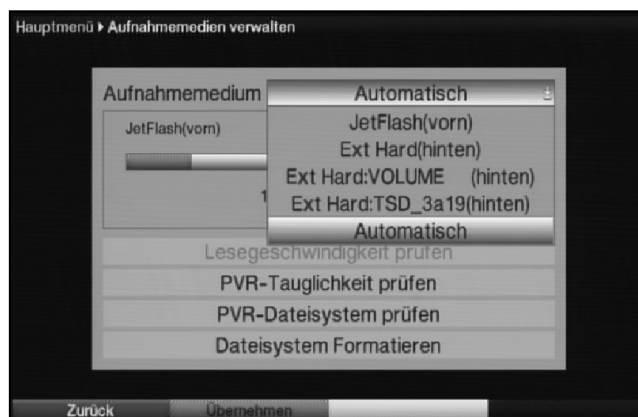 Hauptmenü ▸ Aufnahmemedien verwalten
Aufnahmemedium Automatisch
JetFlash(vorn)
JetFlash(vorn)
Ext Hard(hinten)
Ext Hard:VOLUME (hinten)
1 Ext Hard:TSD_3a19(hinten)
Automatisch
Lesegeschwindigkeit prüfen
PVR-Tauglichkeit prüfen
PVR-Dateisystem prüfen
Dateisystem Formatieren
Zurück Übernehmen